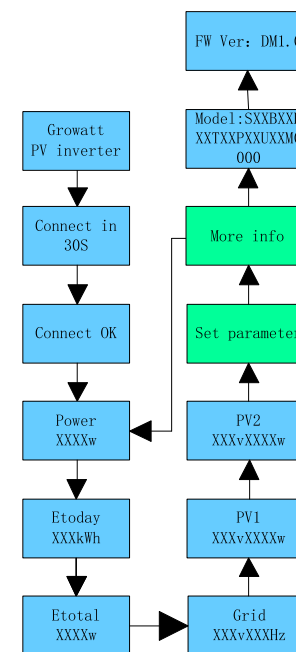 Growatt
PV inverter
Connect in
30S
Connect OK
Power
XXXXw
Etoday
XXXkWh
Etotal
XXXXw
Grid
XXXvXXXHz
PV1
XXXvXXXXw
PV2
XXXvXXXXw
Set parameter
More info
Model:SXXBXX
XXTXXPXXUXXM
000
FW Ver: DM1.